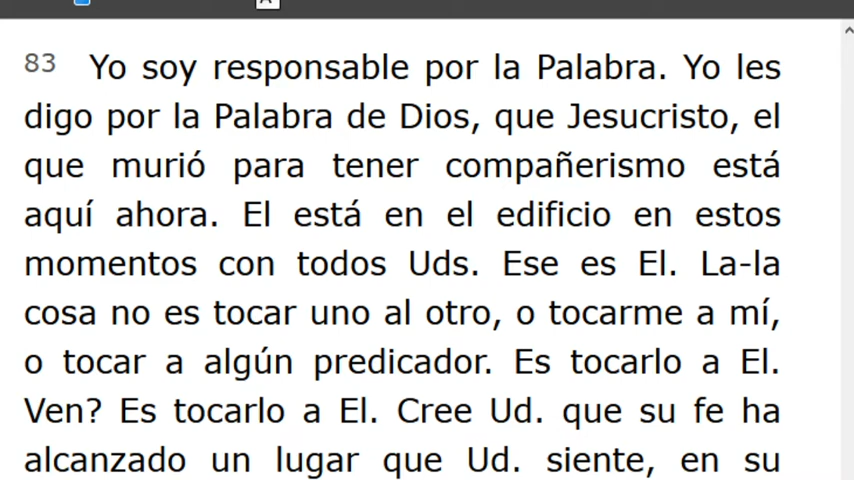 83 Yo soy responsable por la Palabra. Yo les
digo por la Palabra de Dios, que Jesucristo, el
que murió para tener compañerismo está
aquí ahora. El está en el edificio en estos
momentos con todos Uds. Ese es El. La-la
cosa no es tocar uno al otro, o tocarme a mí,
o tocar a algún predicador. Es tocarlo a El.
Ven? Es tocarlo a El. Cree Ud. que su fe ha
alcanzado un lugar que Ud. siente, en su